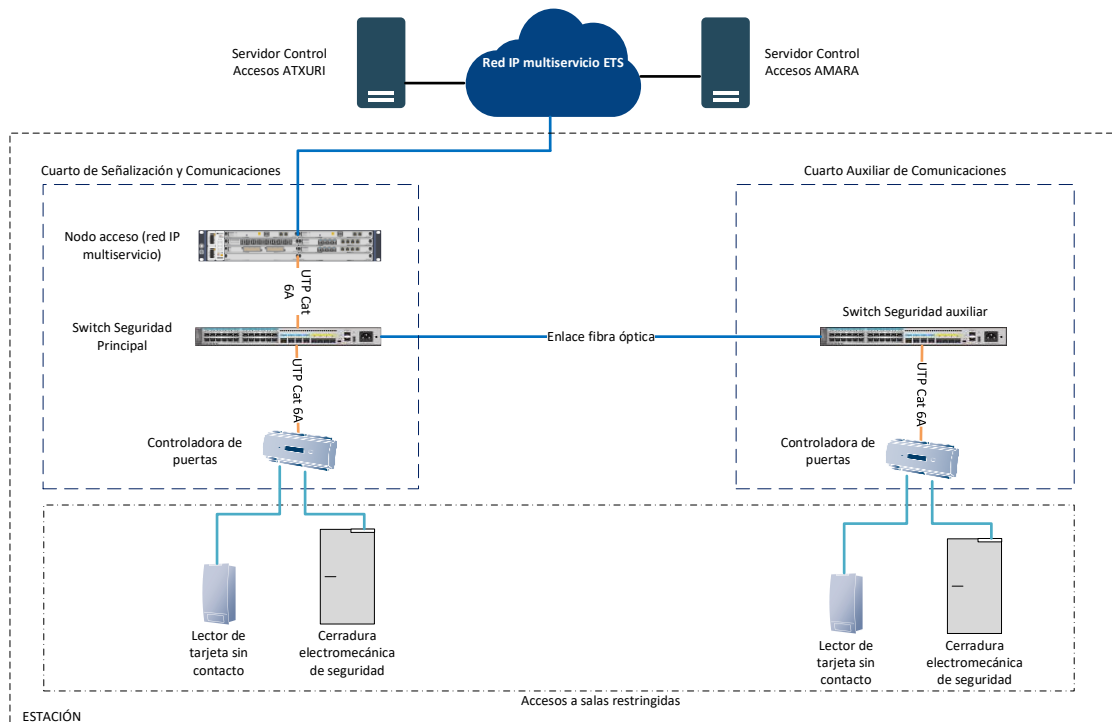 Servidor Control
Accesos ATXURI
Red IP multiservicio ETS
Servidor Control
Accesos AMARA
Cuarto de Señalización y Comunicaciones
Cuarto Auxiliar de Comunicaciones
Nodo acceso (red IP
multiservicio)
UTP Cat
6A
Switch Seguridad
Principal
Enlace fibra óptica
Switch Seguridad auxiliar
UTP Cat 6A
UTP Cat 6A
Controladora de
puertas
Controladora de
puertas
Lector de
tarjeta sin
contacto
Cerradura
electromecánica
de seguridad
Lector de
tarjeta sin
contacto
Cerradura
electromecánica
de seguridad
Accesos a salas restringidas
ESTACIÓN